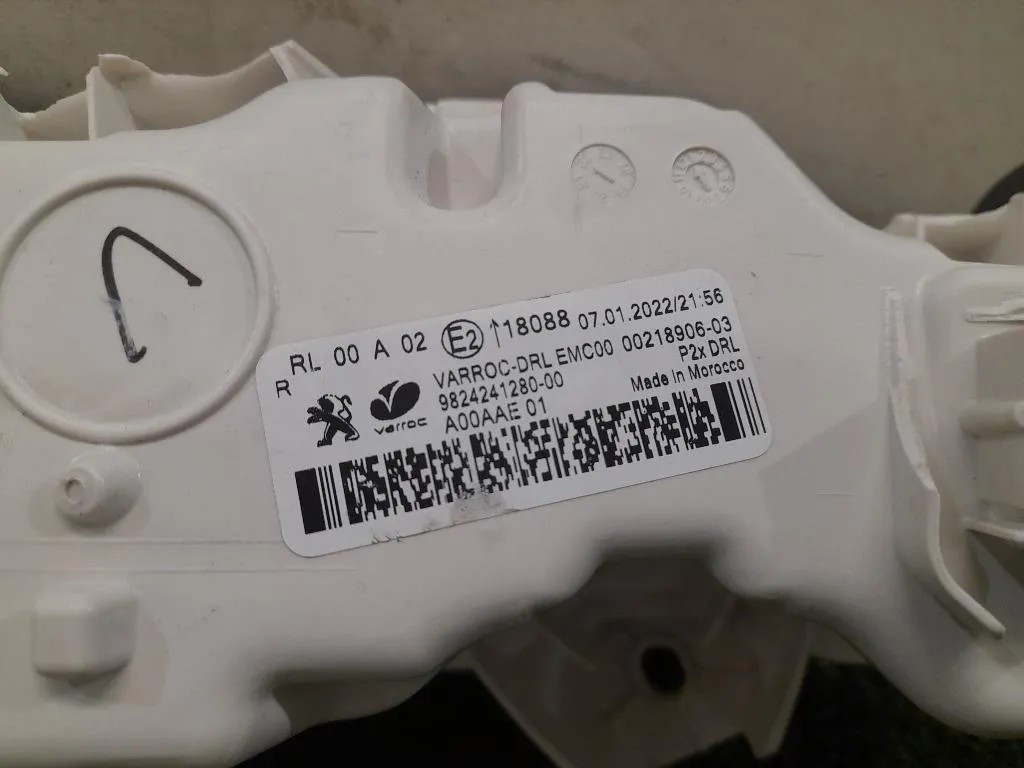 RL 00 A 02 E2 ↑18088 07.01.2022/21:56
R VARROC-DRL EMC00 00218906-03
9824241280-00 P2x DRL
A00AAE 01 Made in Morocco
varroc